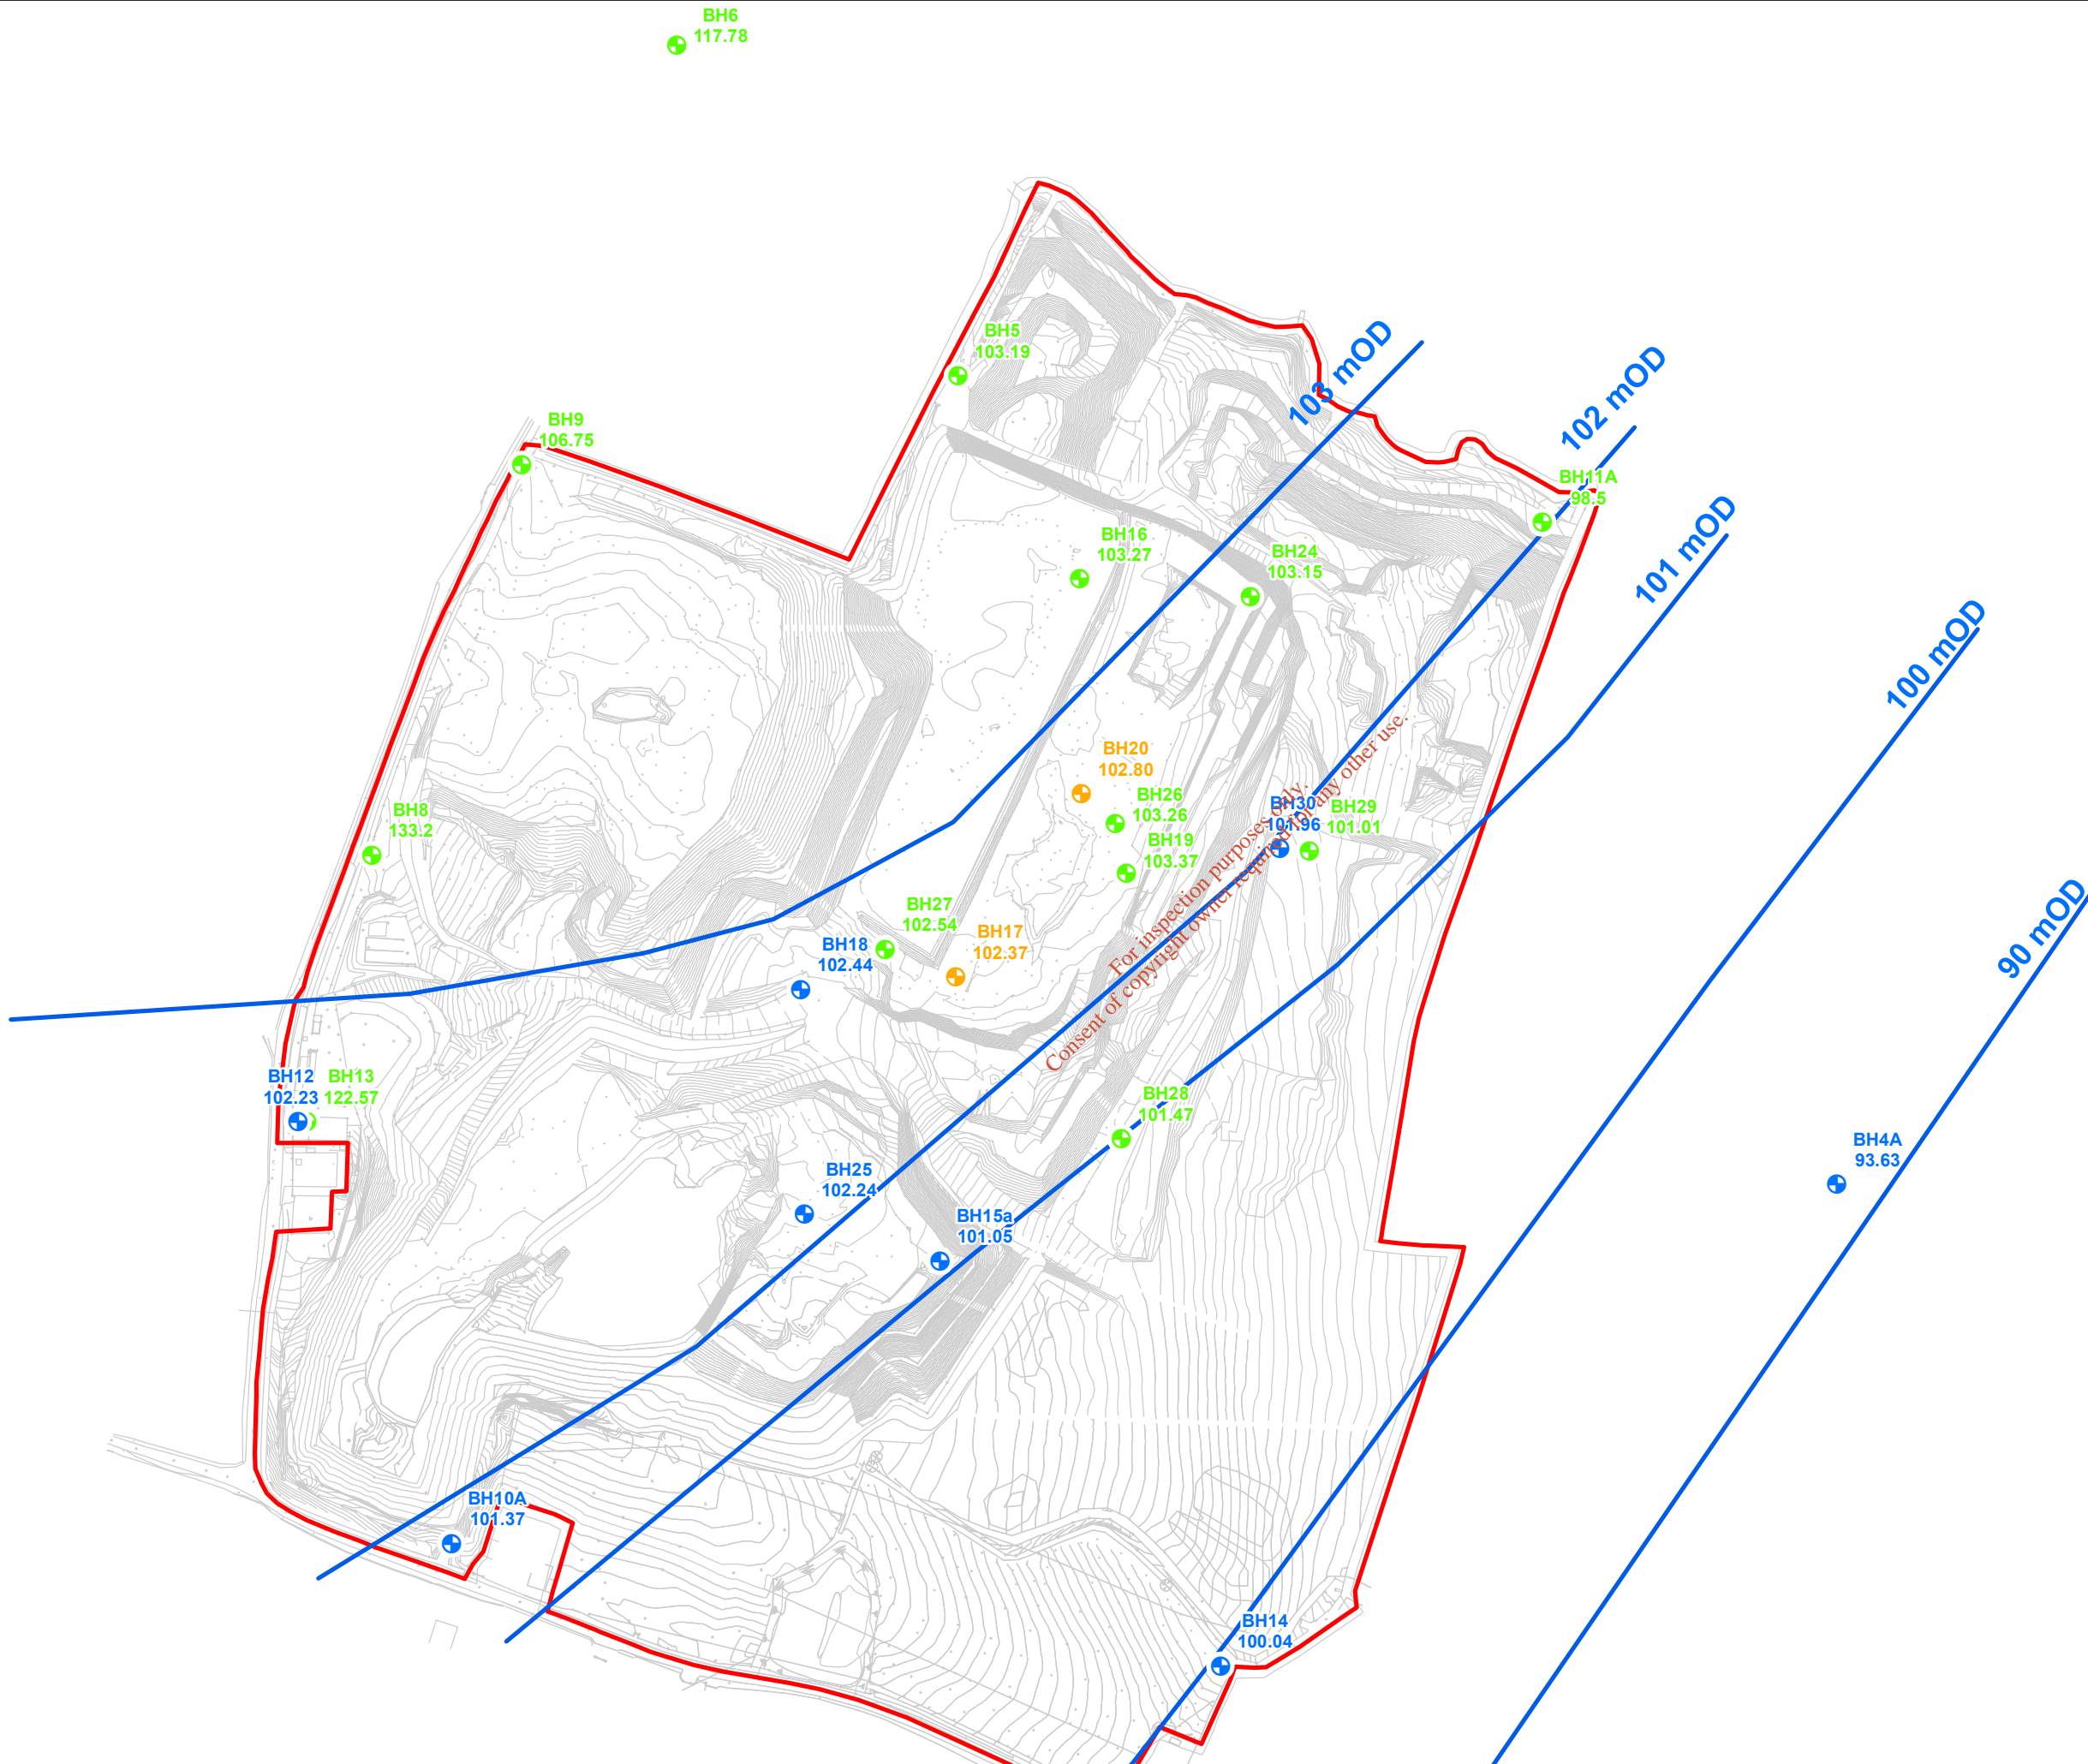 BH6
117.78
BH5
103.19
103 mOD
102 mOD
BH9
106.75
BH11A
98.5
101 mOD
BH16
103.27
BH24
103.15
100 mOD
BH20
102.80
BH26
103.26
BH30
101.96
BH29
101.01
BH8
133.2
BH19
103.37
For inspection purposes only.
Consent of copyright owner required for any other use.
90 mOD
BH27
102.54
BH17
102.37
BH18
102.44
BH12
102.23
BH13
122.57
BH28
101.47
BH4A
93.63
BH25
102.24
BH15a
101.05
BH10A
101.37
BH14
100.04